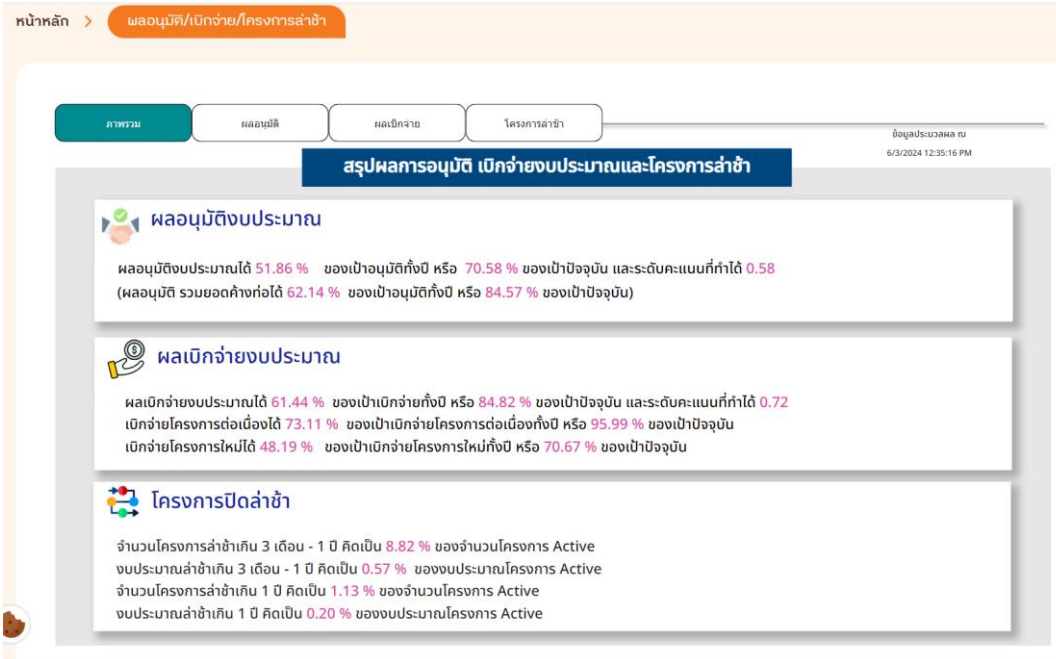 หน้าหลัก > ผลอนุมัติ/เบิกจ่าย/โครงการล่าช้า
ภาพรวม ผลอนุมัติ ผลเบิกจ่าย โครงการล่าช้า
ข้อมูลประมวลผล ณ
6/3/2024 12:35:16 PM
สรุปผลการอนุมัติ เบิกจ่ายงบประมาณและโครงการล่าช้า
ผลอนุมัติงบประมาณ
ผลอนุมัติงบประมาณได้ 51.86 % ของเป้าอนุมัติทั้งปี หรือ 70.58 % ของเป้าปัจจุบัน และระดับคะแนนที่ทำได้ 0.58
(ผลอนุมัติ รวมยอดค้างท่อได้ 62.14 % ของเป้าอนุมัติทั้งปี หรือ 84.57 % ของเป้าปัจจุบัน)
ผลเบิกจ่ายงบประมาณ
ผลเบิกจ่ายงบประมาณได้ 61.44 % ของเป้าเบิกจ่ายทั้งปี หรือ 84.82 % ของเป้าปัจจุบัน และระดับคะแนนที่ทำได้ 0.72
เบิกจ่ายโครงการต่อเนื่องได้ 73.11 % ของเป้าเบิกจ่ายโครงการต่อเนื่องทั้งปี หรือ 95.99 % ของเป้าปัจจุบัน
เบิกจ่ายโครงการใหม่ได้ 48.19 % ของเป้าเบิกจ่ายโครงการใหม่ทั้งปี หรือ 70.67 % ของเป้าปัจจุบัน
โครงการปิดล่าช้า
จำนวนโครงการล่าช้าเกิน 3 เดือน - 1 ปี คิดเป็น 8.82 % ของจำนวนโครงการ Active
งบประมาณล่าช้าเกิน 3 เดือน - 1 ปี คิดเป็น 0.57 % ของงบประมาณโครงการ Active
จำนวนโครงการล่าช้าเกิน 1 ปี คิดเป็น 1.13 % ของจำนวนโครงการ Active
งบประมาณล่าช้าเกิน 1 ปี คิดเป็น 0.20 % ของงบประมาณโครงการ Active